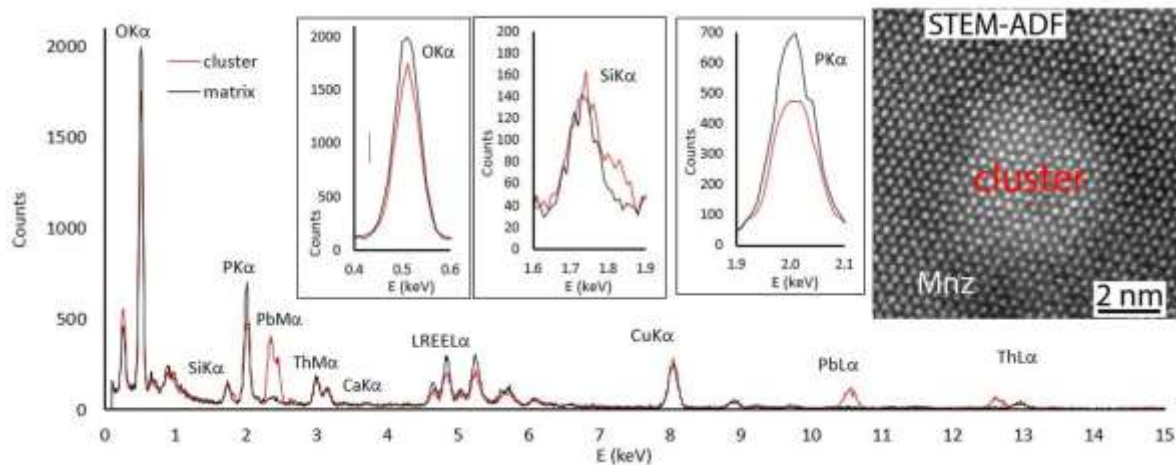 OKα
2000
cluster
matrix
1500
1000
500
0
Counts
SiKα
PKα
PbMα
ThMα
CaKα
LREELα
CuKα
PbLα
ThLα
0 1 2 3 4 5 6 7 8 9 10 11 12 13 14 15
E (keV)
OKα
2000
1500
1000
500
0
Counts
0.4 0.5 0.6
E (keV)
SiKα
200
180
160
140
120
100
80
60
40
20
0
Counts
1.6 1.7 1.8 1.9
E (keV)
PKα
700
600
500
400
300
200
100
0
Counts
1.9 2.0 2.1
E (keV)
STEM-ADF
cluster
Mnz
2 nm